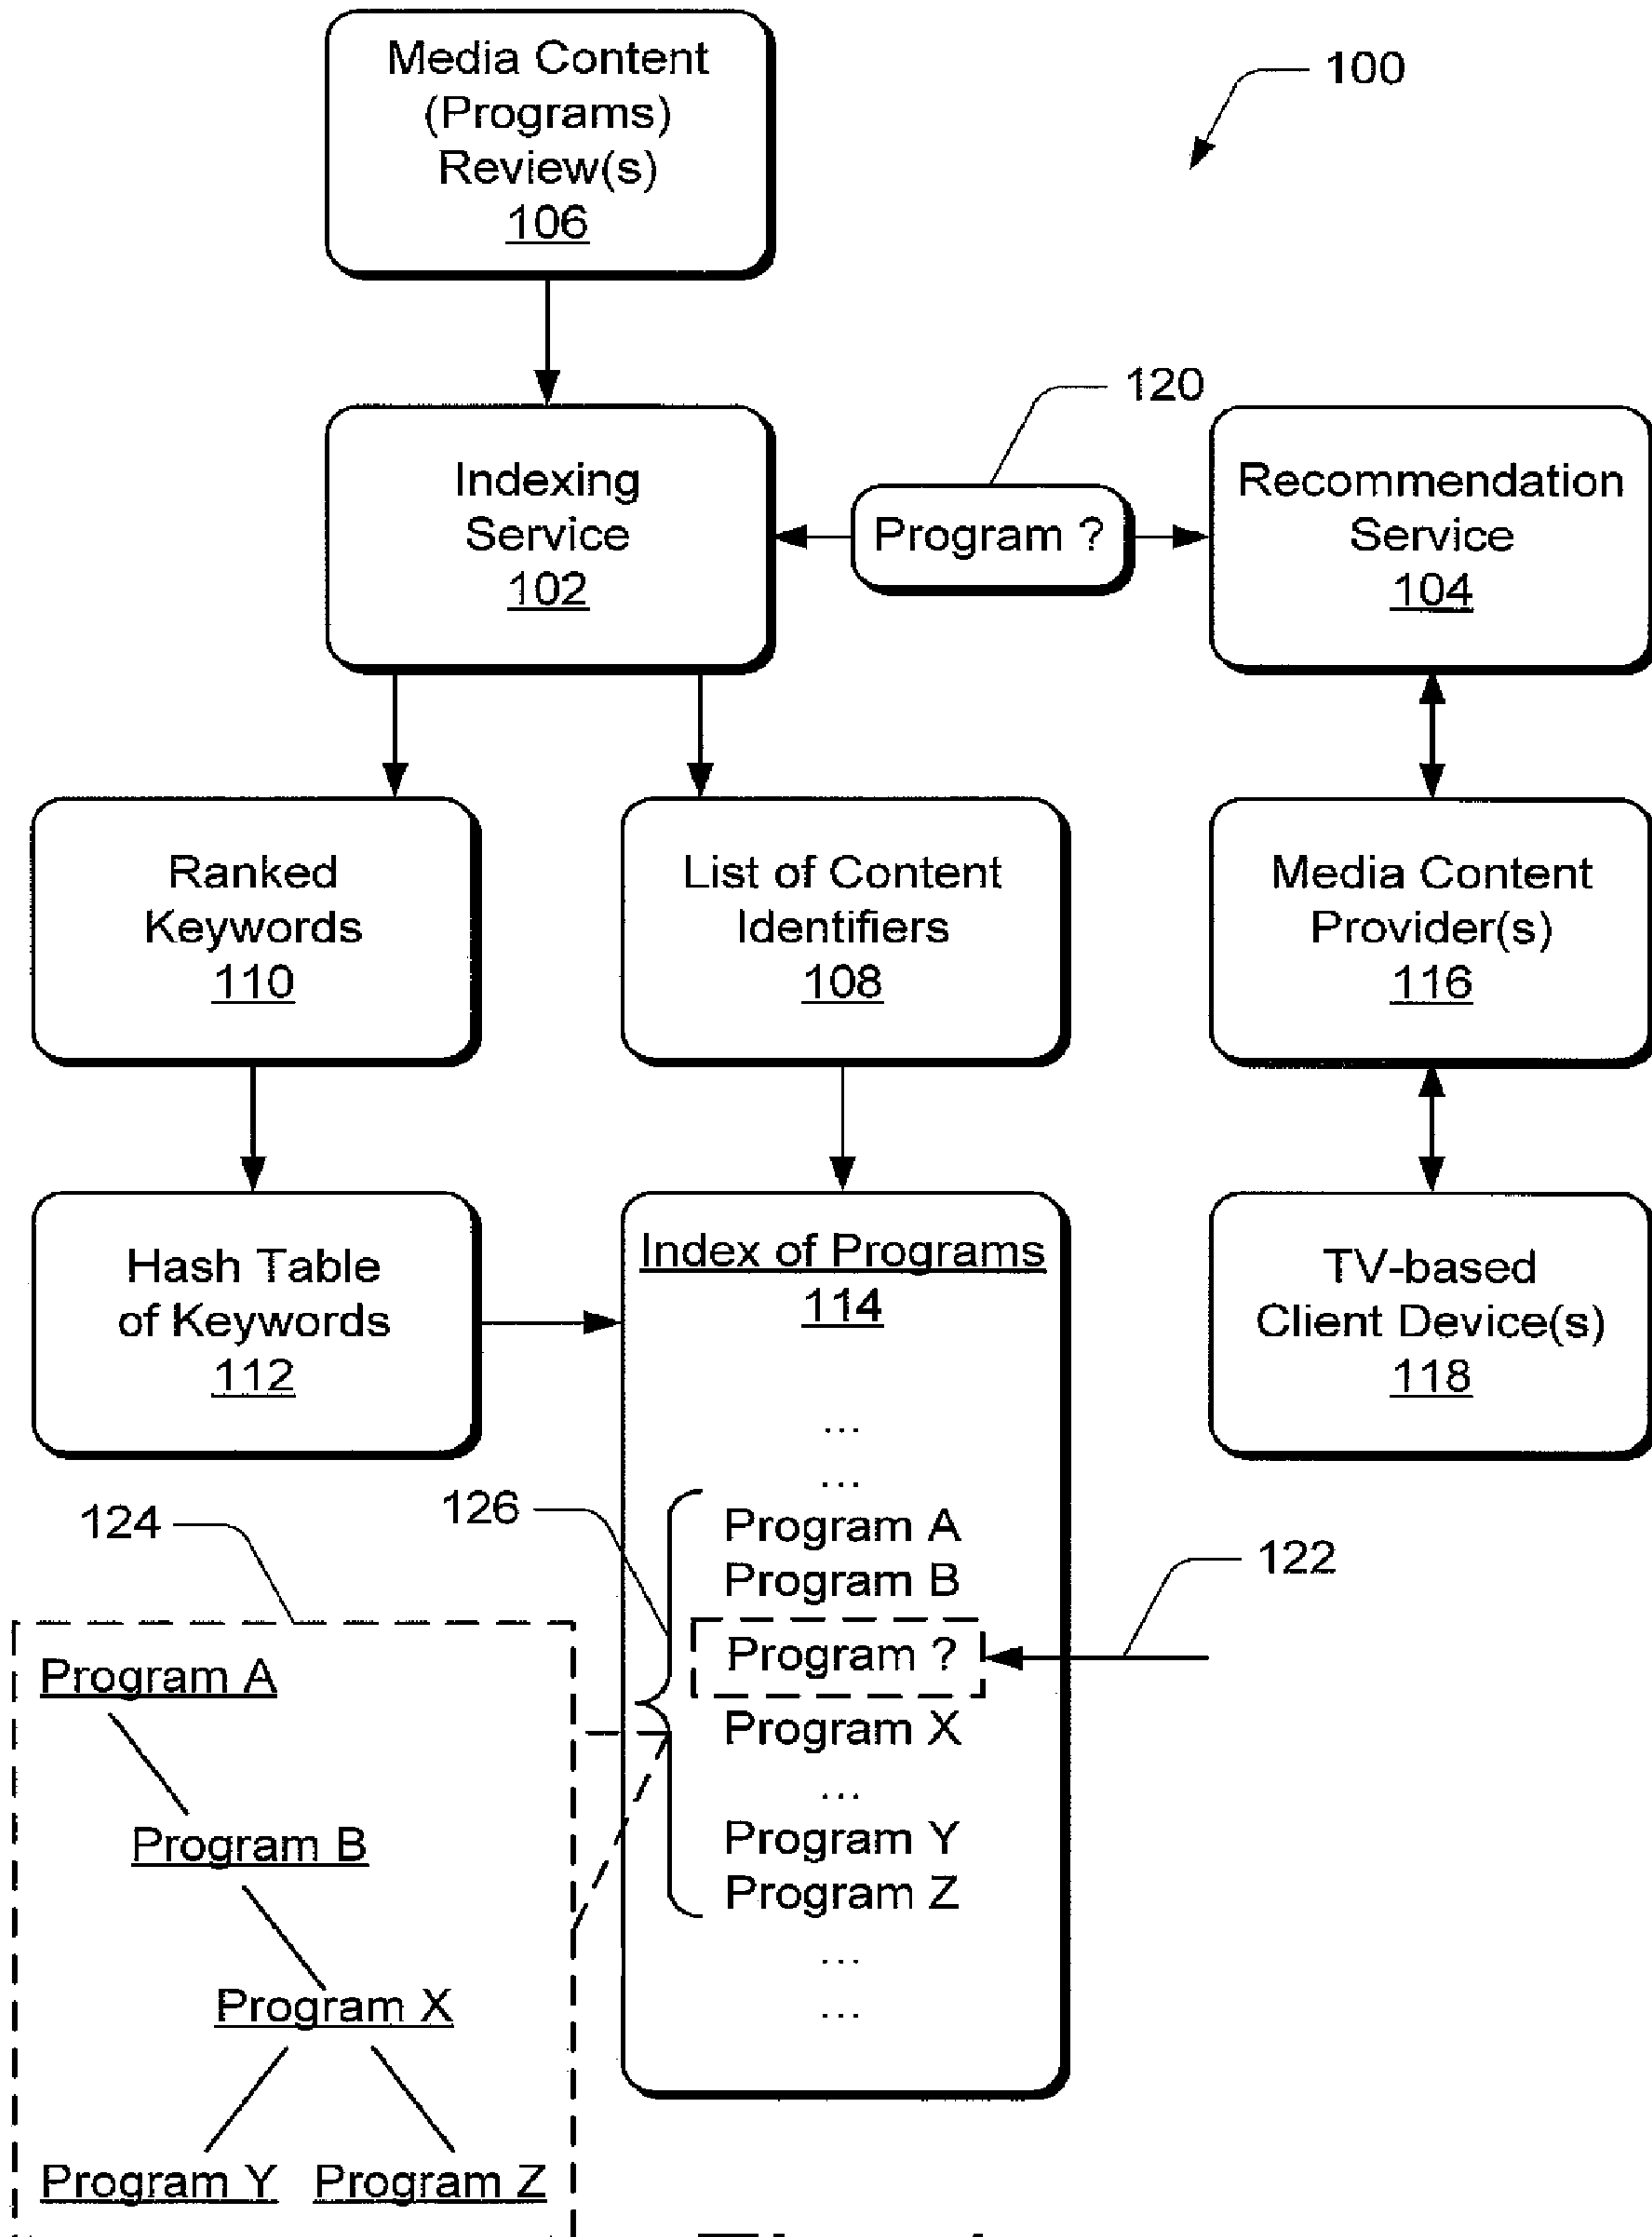 Media Content
(Programs)
Review(s)
106
100
120
Indexing
Service
102
Program ?
Recommendation
Service
104
Ranked
Keywords
110
List of Content
Identifiers
108
Media Content
Provider(s)
116
Hash Table
of Keywords
112
Index of Programs
114
TV-based
Client Device(s)
118
...
...
124
126
Program A
Program B
122
Program ?
Program X
...
Program Y
Program Z
...
...
Program A
Program B
Program X
Program Y
Program Z